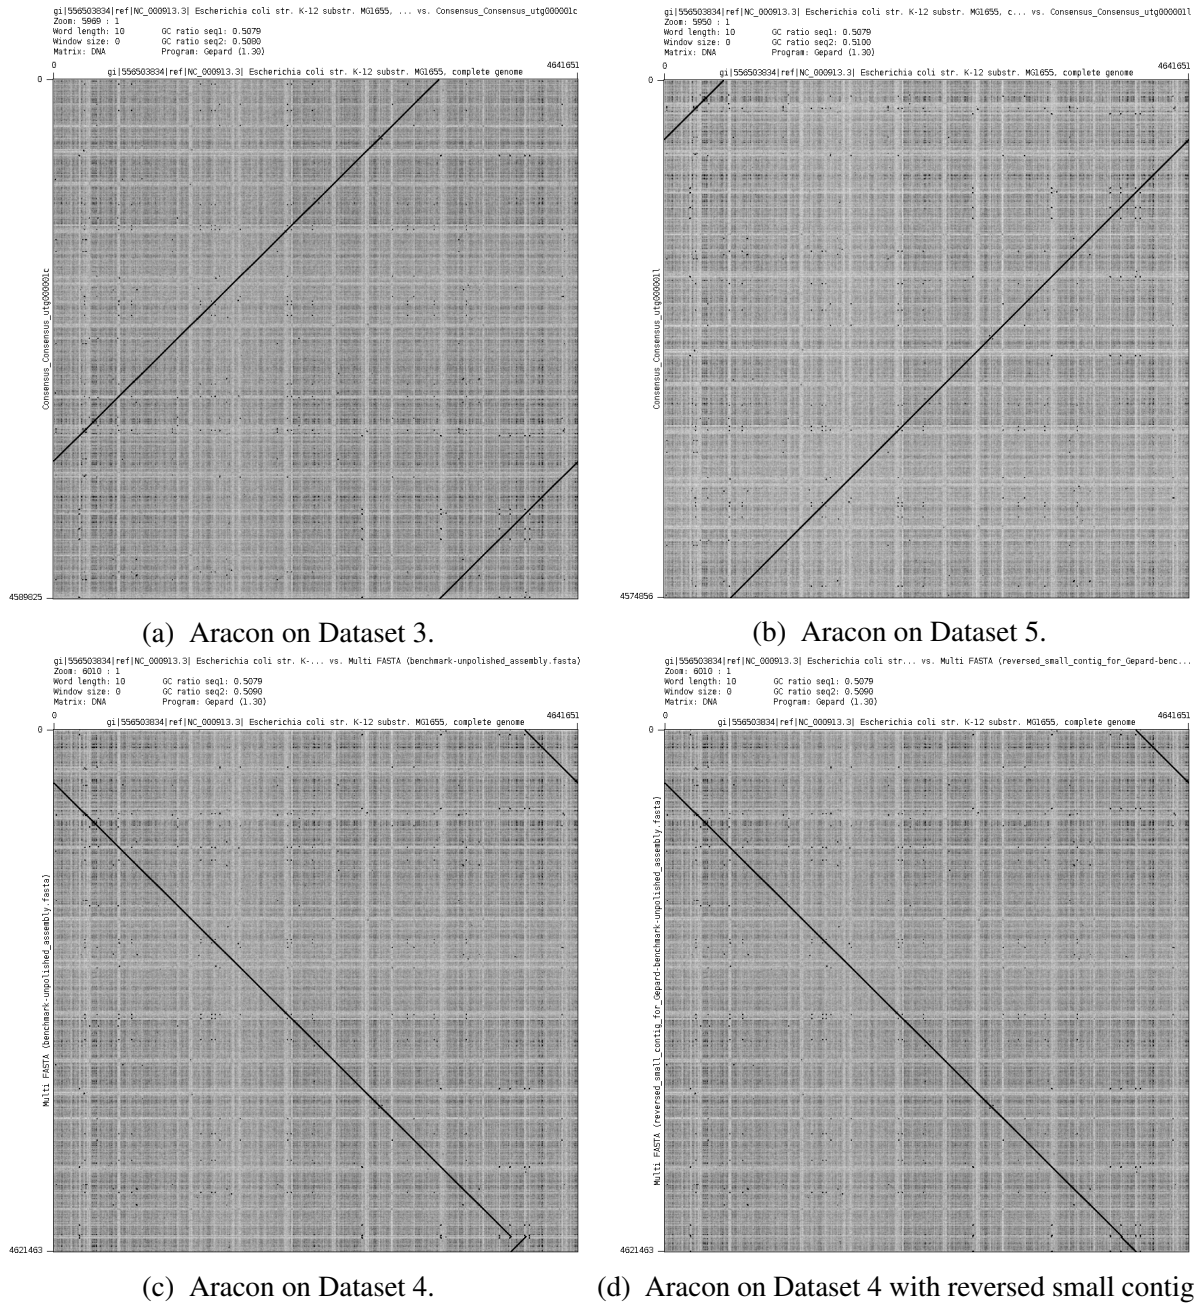 gi|556503834|ref|NC_000913.3| Escherichia coli str. K-12 substr. MG1655, ... vs. Consensus_Consensus_utg000001c
Zoom: 5969 : 1
Word length: 10 GC ratio seq1: 0.5079
Window size: 0 GC ratio seq2: 0.5080
Matrix: DNA Program: Gepard (1.30)
0 4641651
gi|556503834|ref|NC_000913.3| Escherichia coli str. K-12 substr. MG1655, complete genome
0
Consensus_Consensus_utg000001c
4589825
(a) Aracon on Dataset 3.
gi|556503834|ref|NC_000913.3| Escherichia coli str. K-12 substr. MG1655, c... vs. Consensus_Consensus_utg000001l
Zoom: 5950 : 1
Word length: 10 GC ratio seq1: 0.5079
Window size: 0 GC ratio seq2: 0.5100
Matrix: DNA Program: Gepard (1.30)
0 4641651
gi|556503834|ref|NC_000913.3| Escherichia coli str. K-12 substr. MG1655, complete genome
0
Consensus_Consensus_utg000001l
4574856
(b) Aracon on Dataset 5.
gi|556503834|ref|NC_000913.3| Escherichia coli str. K-... vs. Multi FASTA (benchmark-unpolished_assembly.fasta)
Zoom: 6010 : 1
Word length: 10 GC ratio seq1: 0.5079
Window size: 0 GC ratio seq2: 0.5090
Matrix: DNA Program: Gepard (1.30)
0 4641651
gi|556503834|ref|NC_000913.3| Escherichia coli str. K-12 substr. MG1655, complete genome
0
Multi FASTA (benchmark-unpolished_assembly.fasta)
4621463
(c) Aracon on Dataset 4.
gi|556503834|ref|NC_000913.3| Escherichia coli str... vs. Multi FASTA (reversed_small_contig_for_Gepard-benc...
Zoom: 6010 : 1
Word length: 10 GC ratio seq1: 0.5079
Window size: 0 GC ratio seq2: 0.5090
Matrix: DNA Program: Gepard (1.30)
0 4641651
gi|556503834|ref|NC_000913.3| Escherichia coli str. K-12 substr. MG1655, complete genome
0
Multi FASTA (reversed_small_contig_for_Gepard-benchmark-unpolished_assembly.fasta)
4621463
(d) Aracon on Dataset 4 with reversed small contig